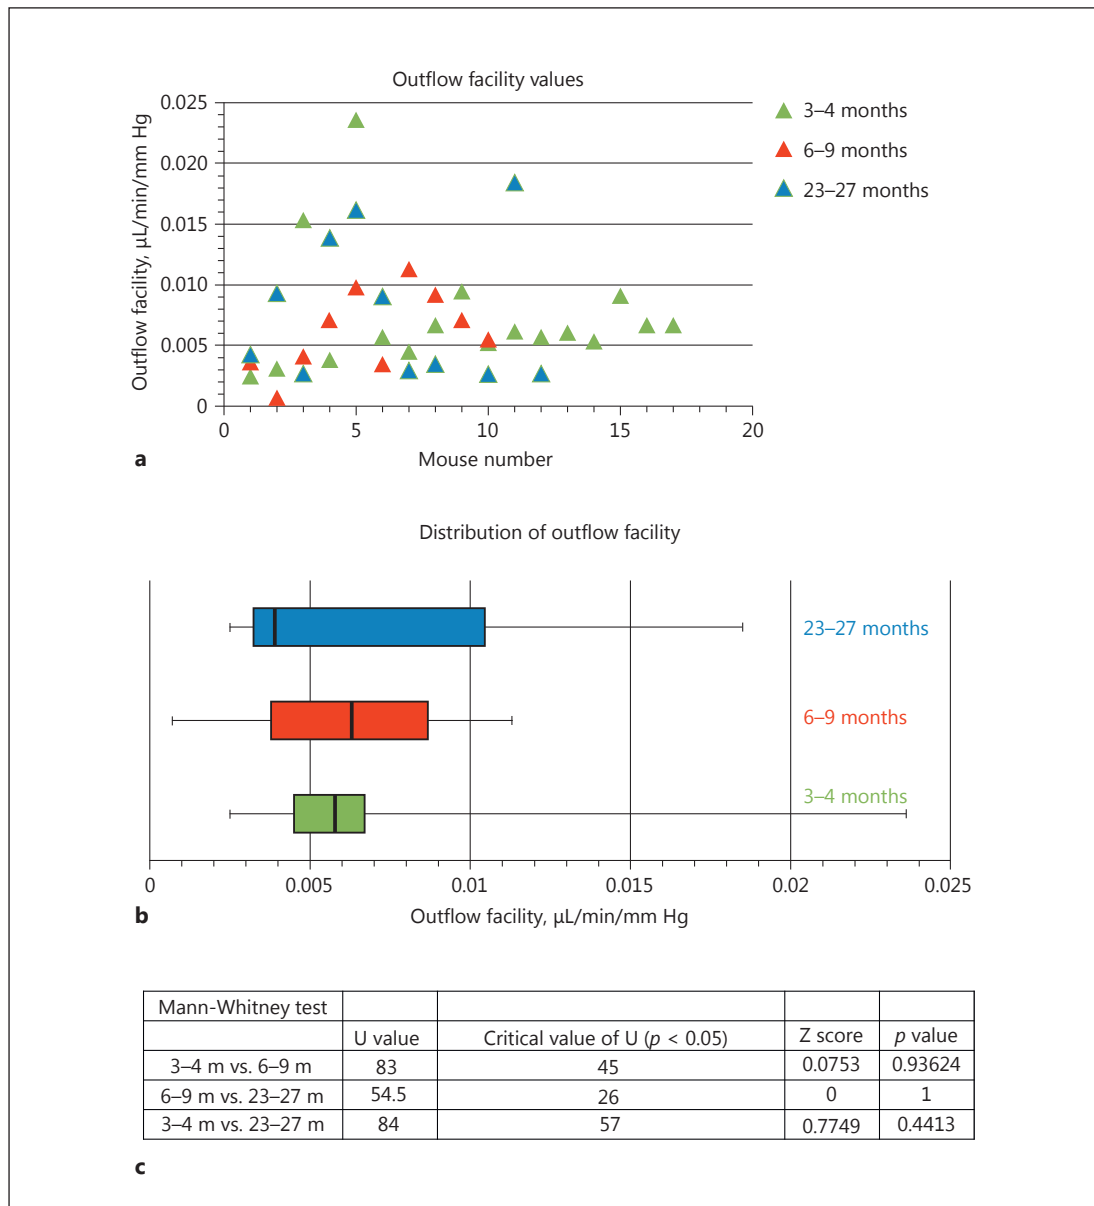 Outflow facility values
Outflow facility, µL/min/mm Hg
0.025
0.020
0.015
0.010
0.005
0
0 5 10 15 20
Mouse number
3–4 months
6–9 months
23–27 months
a
Distribution of outflow facility
23–27 months
6–9 months
3–4 months
0 0.005 0.01 0.015 0.02 0.025
Outflow facility, µL/min/mm Hg
b
Mann-Whitney test
U value Critical value of U (p < 0.05) Z score p value
3–4 m vs. 6–9 m 83 45 0.0753 0.93624
6–9 m vs. 23–27 m 54.5 26 0 1
3–4 m vs. 23–27 m 84 57 0.7749 0.4413
c